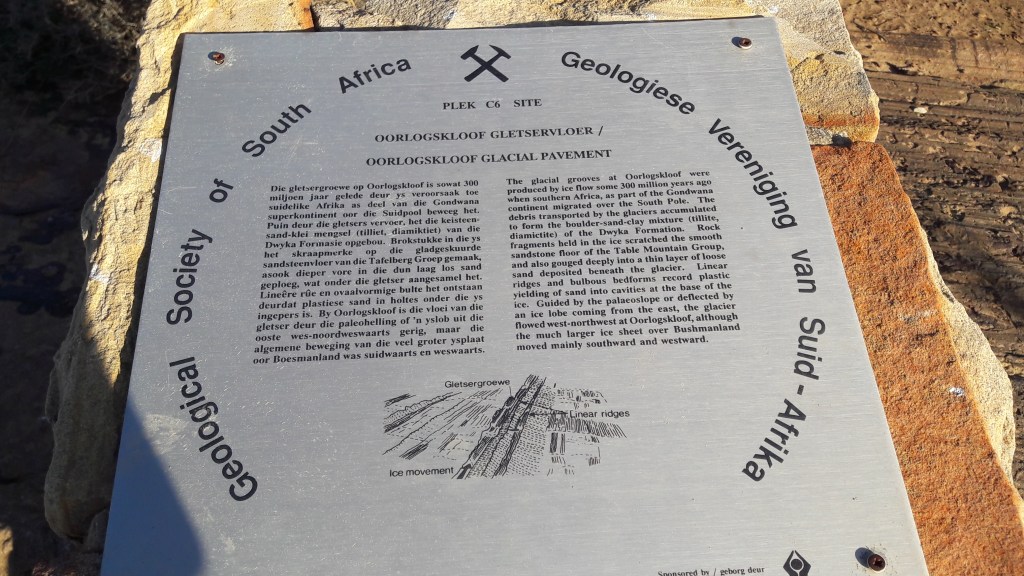 Geological Society of South Africa
Geologiese Vereniging van Suid-Afrika
PLEK C6 SITE
OORLOGSKLOOF GLETSERVLOER /
OORLOGSKLOOF GLACIAL PAVEMENT
Die gletsergroewe op Oorlogskloof is sowat 300
miljoen jaar gelede deur ys veroorsaak toe
suidelike Afrika as deel van die Gondwana
superkontinent oor die Suidpool beweeg het.
Puin deur die gletsers vervoer, het die keisteen-
sand-klei mengsel (tilliet, diamiktiet) van die
Dwyka Formasie opgebou. Brokstukke in die ys
het skraapmerke op die gladgeskuurde
sandsteenvloer van die Tafelberg Groep gemaak,
asook dieper vore in die dun laag los sand
geploeg, wat onder die gletser aangesamel het.
Lineêre rûe en ovaalvormige bulte het ontstaan
deurdat plastiese sand in holtes onder die ys
ingepers is. By Oorlogskloof is die vloei van die
gletser deur die paleohelling of 'n yslob uit die
ooste wes-noordweswaarts gerig, maar die
algemene beweging van die veel groter ysplaat
oor Boesmanland was suidwaarts en weswaarts.
The glacial grooves at Oorlogskloof were
produced by ice flow some 300 million years ago
when southern Africa, as part of the Gondwana
continent migrated over the South Pole. The
debris transported by the glaciers accumulated
to form the boulder-sand-clay mixture (tillite,
diamictite) of the Dwyka Formation. Rock
fragments held in the ice scratched the smooth
sandstone floor of the Table Mountain Group,
and also gouged deeply into a thin layer of loose
sand deposited beneath the glacier. Linear
ridges and bulbous bedforms record plastic
yielding of sand into cavities at the base of the
ice. Guided by the palaeoslope or deflected by
an ice lobe coming from the east, the glacier
flowed west-northwest at Oorlogskloof, although
the much larger ice sheet over Bushmanland
moved mainly southward and westward.
Gletsergroewe
Linear ridges
Ice movement
Sponsored by / geborg deur